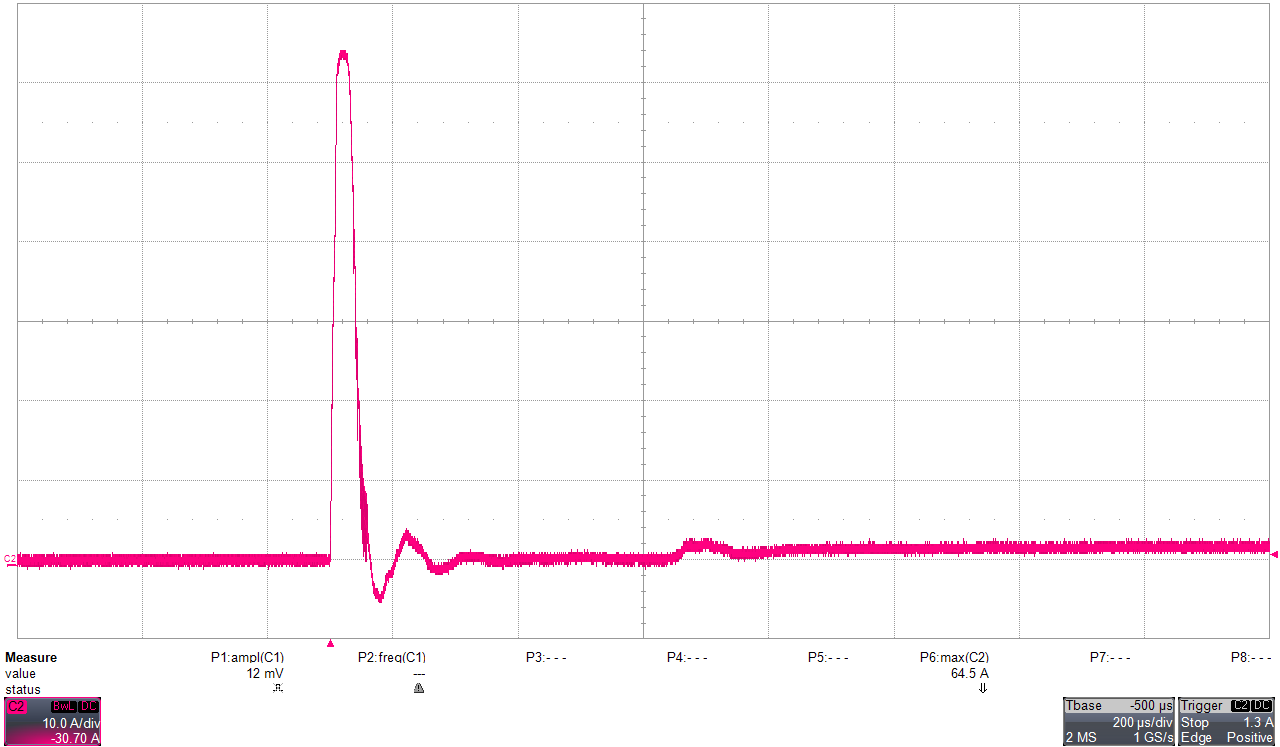 C2
Measure P1:ampl(C1) P2:freq(C1) P3:- - - P4:- - - P5:- - - P6:max(C2) P7:- - - P8:- - -
value 12 mV --- 64.5 A
status
C2 BwL DC
10.0 A/div
-30.70 A
Tbase -500 µs
200 µs/div
2 MS 1 GS/s
Trigger C2 DC
Stop 1.3 A
Edge Positive